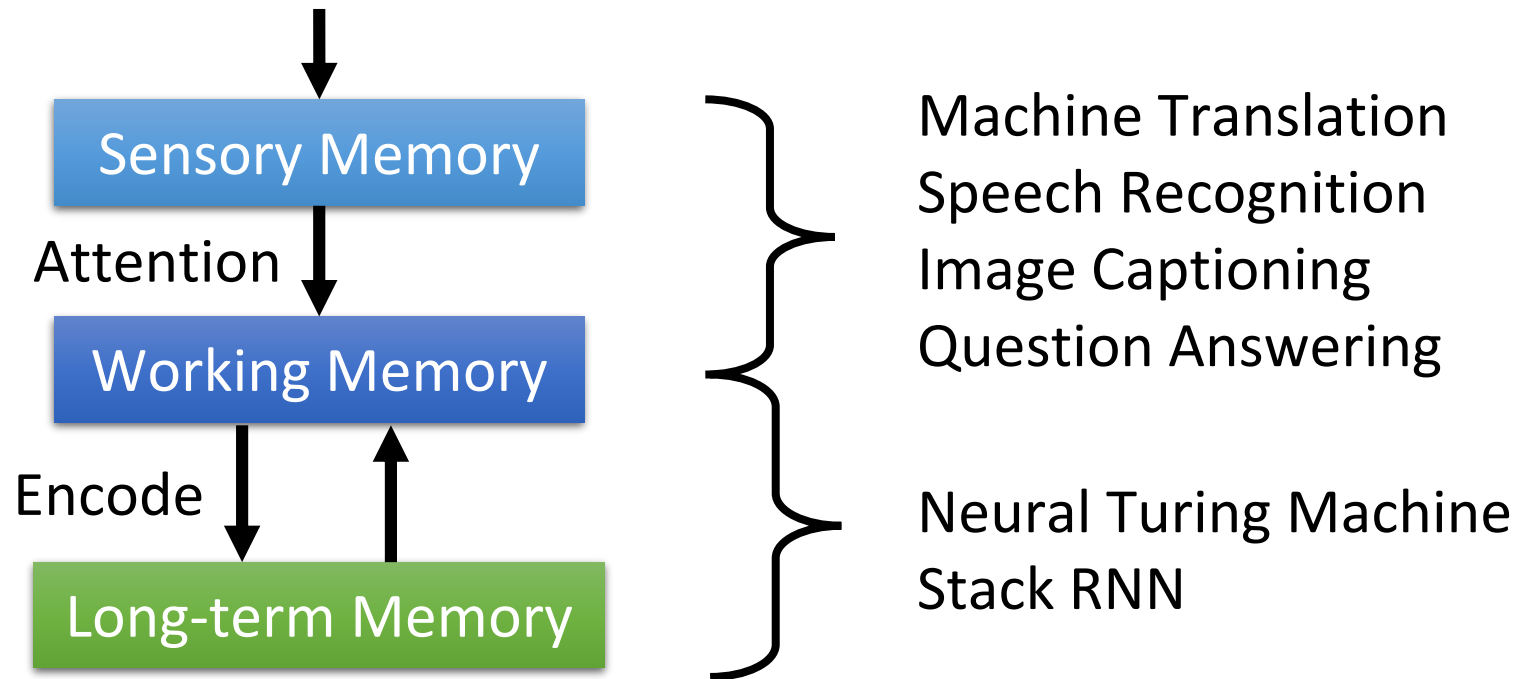 Sensory Memory
Attention
Working Memory
Encode
Long-term Memory
Machine Translation
Speech Recognition
Image Captioning
Question Answering
Neural Turing Machine
Stack RNN